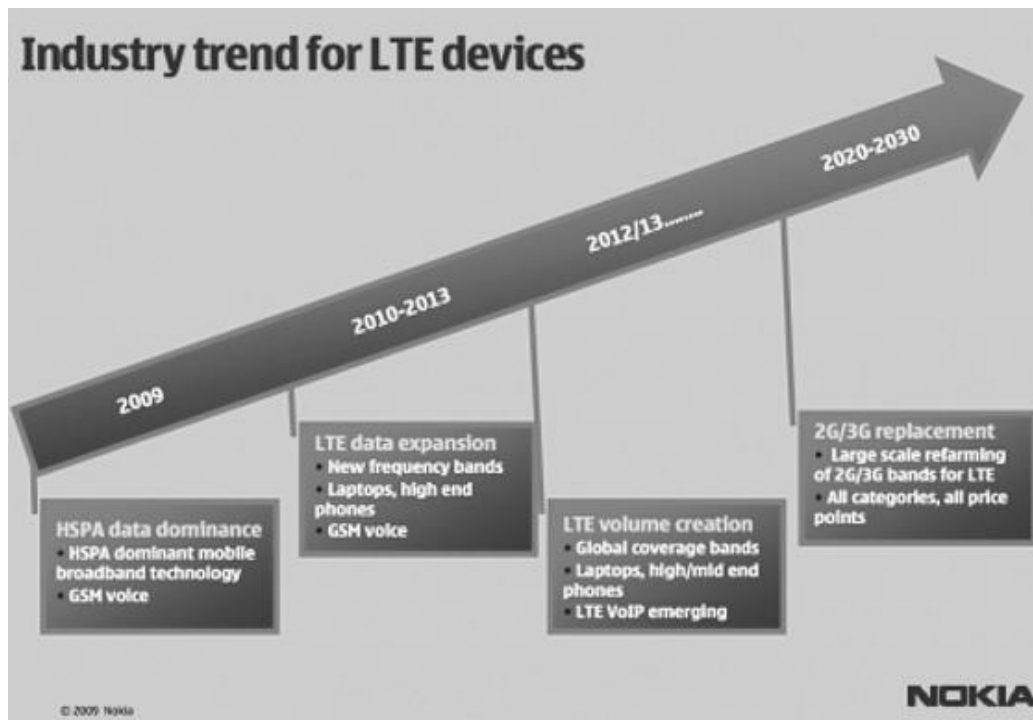 Industry trend for LTE devices
2009
2010-2013
2012/13........
2020-2030
HSPA data dominance
• HSPA dominant mobile
broadband technology
• GSM voice
LTE data expansion
• New frequency bands
• Laptops, high end
phones
• GSM voice
LTE volume creation
• Global coverage bands
• Laptops, high/mid end
phones
• LTE VoIP emerging
2G/3G replacement
• Large scale refarming
of 2G/3G bands for LTE
• All categories, all price
points
© 2009 Nokia
NOKIA